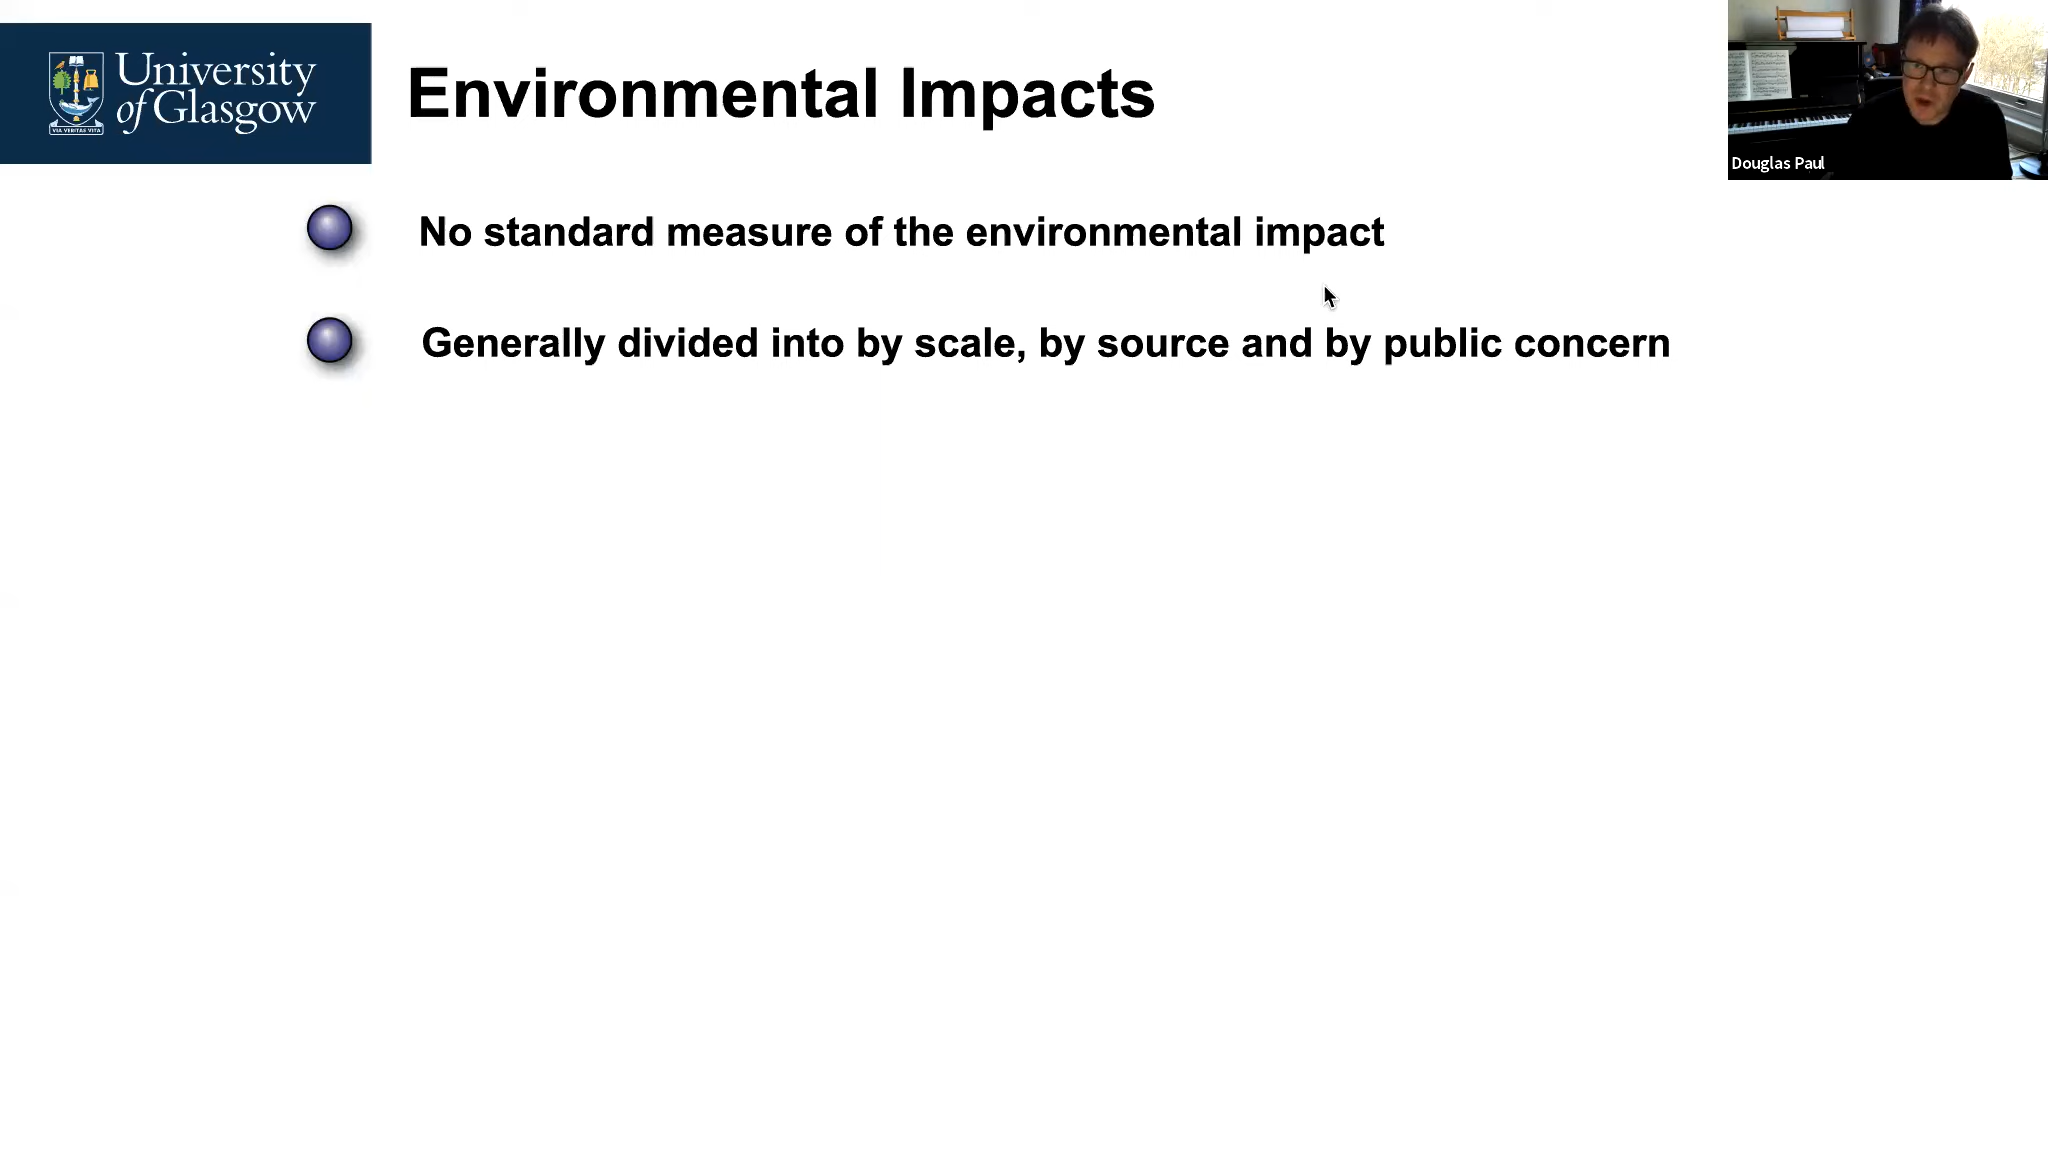 University
of Glasgow
VIA VERITAS VITA
Environmental Impacts
Douglas Paul
No standard measure of the environmental impact
Generally divided into by scale, by source and by public concern